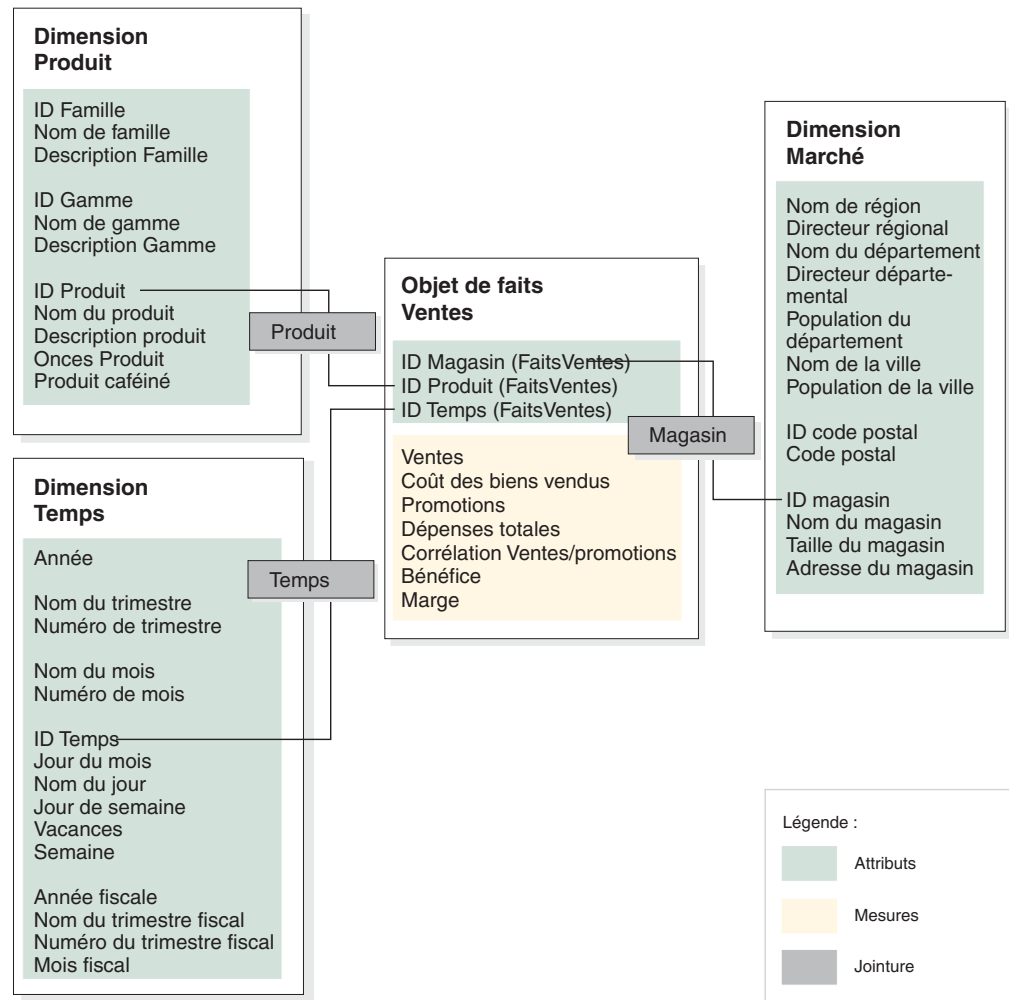 Dimension
Produit
ID Famille
Nom de famille
Description Famille
ID Gamme
Nom de gamme
Description Gamme
ID Produit
Nom du produit
Description produit
Onces Produit
Produit caféiné
Produit
Dimension
Temps
Année
Nom du trimestre
Numéro de trimestre
Nom du mois
Numéro de mois
ID Temps
Jour du mois
Nom du jour
Jour de semaine
Vacances
Semaine
Année fiscale
Nom du trimestre fiscal
Numéro du trimestre fiscal
Mois fiscal
Temps
Objet de faits
Ventes
ID Magasin (FaitsVentes)
ID Produit (FaitsVentes)
ID Temps (FaitsVentes)
Ventes
Coût des biens vendus
Promotions
Dépenses totales
Corrélation Ventes/promotions
Bénéfice
Marge
Magasin
Dimension
Marché
Nom de région
Directeur régional
Nom du département
Directeur départe-
mental
Population du
département
Nom de la ville
Population de la ville
ID code postal
Code postal
ID magasin
Nom du magasin
Taille du magasin
Adresse du magasin
Légende :
Attributs
Mesures
Jointure